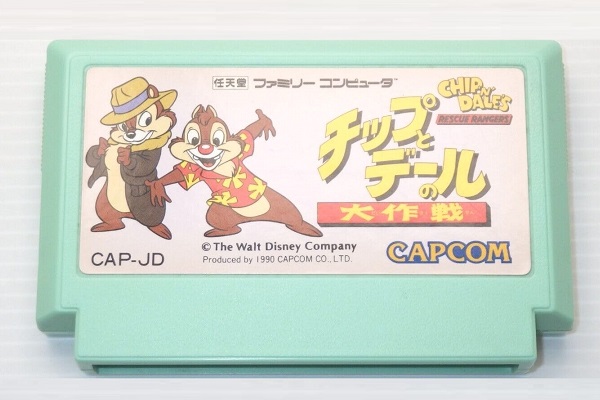 任天堂 ファミリー コンピュータ™
CHIP 'N DALE'S
RESCUE RANGERS
チップと
デールの
大作戦
© The Walt Disney Company
Produced by 1990 CAPCOM CO., LTD.
CAP-JD
CAPCOM